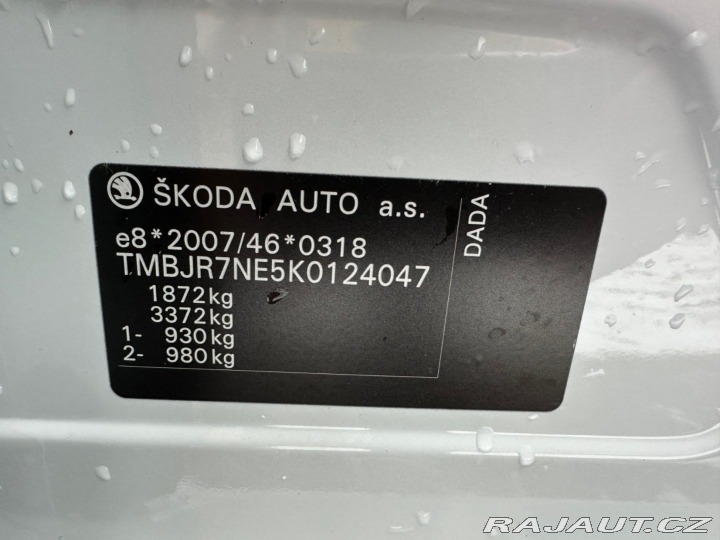 ŠKODA AUTO a.s.
e8*2007/46*0318
TMBJR7NE5K0124047
1872kg
3372kg
1- 930kg
2- 980kg
DADA
RAJAUT.CZ